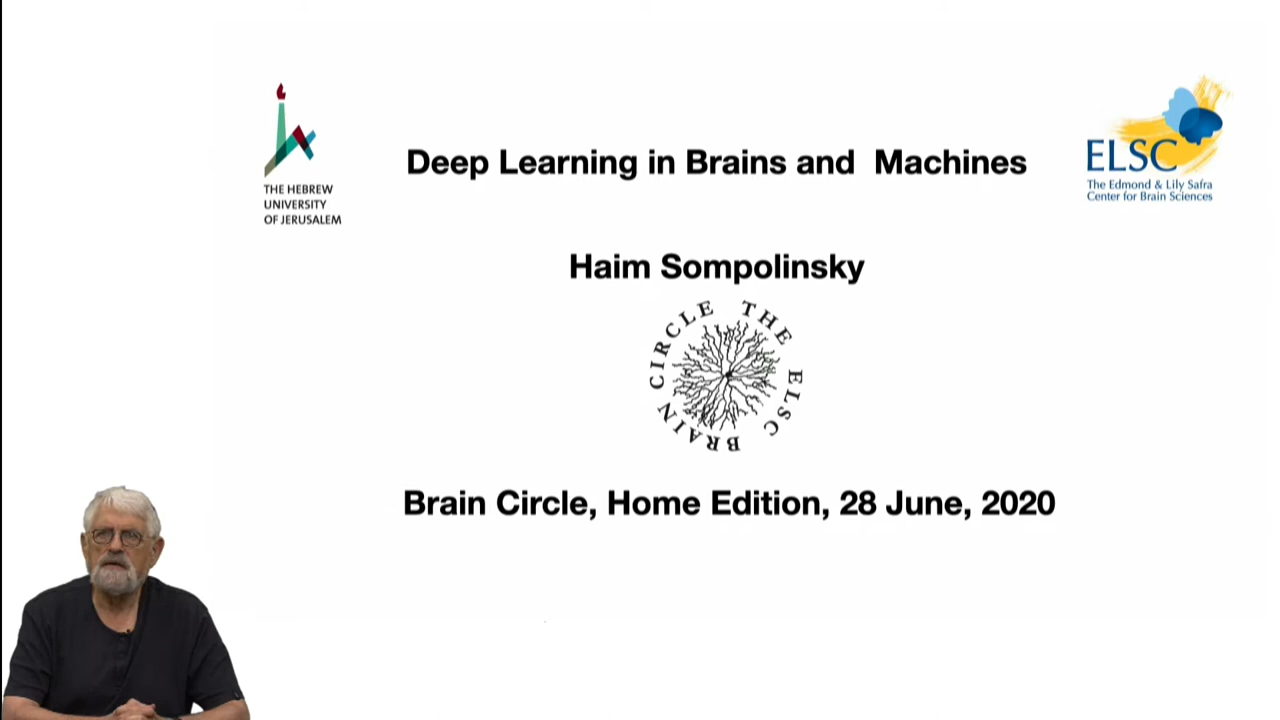 THE HEBREW
UNIVERSITY
OF JERUSALEM
Deep Learning in Brains and Machines
ELSC
The Edmond & Lily Safra
Center for Brain Sciences
Haim Sompolinsky
THE ELSC BRAIN CIRCLE
Brain Circle, Home Edition, 28 June, 2020